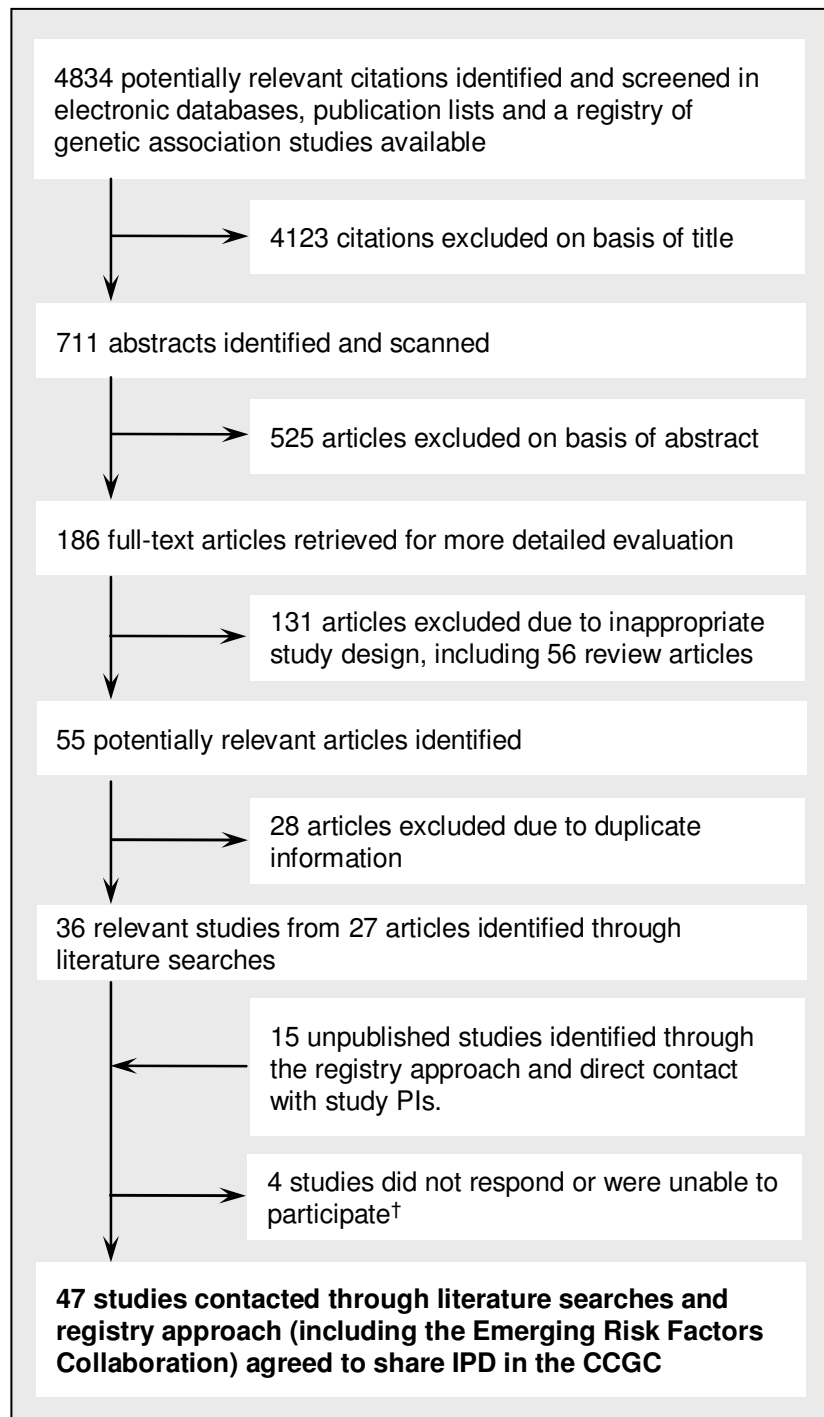 4834 potentially relevant citations identified and screened in
electronic databases, publication lists and a registry of
genetic association studies available
4123 citations excluded on basis of title
711 abstracts identified and scanned
525 articles excluded on basis of abstract
186 full-text articles retrieved for more detailed evaluation
131 articles excluded due to inappropriate
study design, including 56 review articles
55 potentially relevant articles identified
28 articles excluded due to duplicate
information
36 relevant studies from 27 articles identified through
literature searches
15 unpublished studies identified through
the registry approach and direct contact
with study PIs.
4 studies did not respond or were unable to
participate†
47 studies contacted through literature searches and
registry approach (including the Emerging Risk Factors
Collaboration) agreed to share IPD in the CCGC